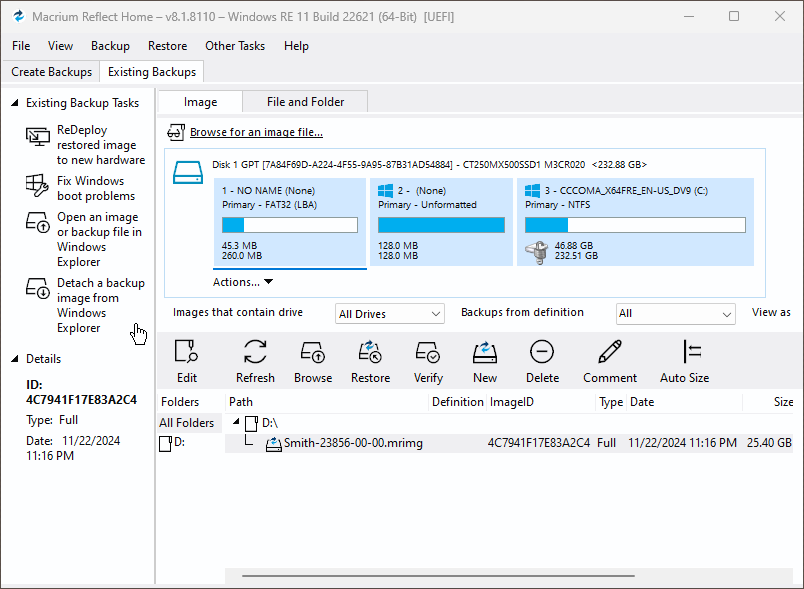 Macrium Reflect Home – v8.1.8110 – Windows RE 11 Build 22621 (64-Bit) [UEFI]
File View Backup Restore Other Tasks Help
Create Backups Existing Backups
Existing Backup Tasks
ReDeploy
restored image
to new hardware
Fix Windows
boot problems
Open an image
or backup file in
Windows
Explorer
Detach a backup
image from
Windows
Explorer
Details
ID:
4C7941F17E83A2C4
Type: Full
Date: 11/22/2024
11:16 PM
Image File and Folder
Browse for an image file...
Disk 1 GPT [7A84F69D-A224-4F55-9A95-87B31AD54884] - CT250MX500SSD1 M3CR020 <232.88 GB>
1 - NO NAME (None)
Primary - FAT32 (LBA)
45.3 MB
260.0 MB
2 - (None)
Primary - Unformatted
128.0 MB
128.0 MB
3 - CCCOMA_X64FRE_EN-US_DV9 (C:)
Primary - NTFS
46.88 GB
232.51 GB
Actions...
Images that contain drive All Drives Backups from definition All View as
Edit Refresh Browse Restore Verify New Delete Comment Auto Size
Folders Path Definition ImageID Type Date Size
All Folders D:\
D: Smith-23856-00-00.mrimg 4C7941F17E83A2C4 Full 11/22/2024 11:16 PM 25.40 GB